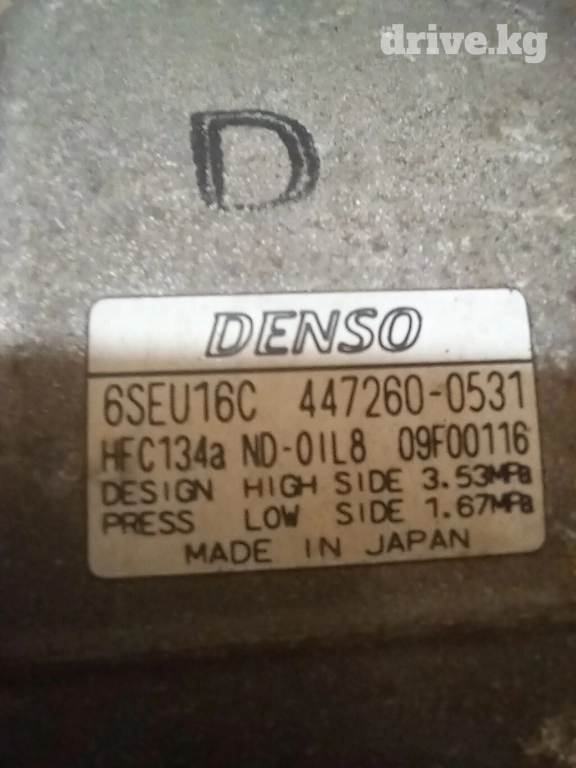 drive.kg
D
DENSO
6SEU16C 447260-0531
HFC134a ND-OIL8 09F00116
DESIGN HIGH SIDE 3.53MPa
PRESS LOW SIDE 1.67MPa
MADE IN JAPAN